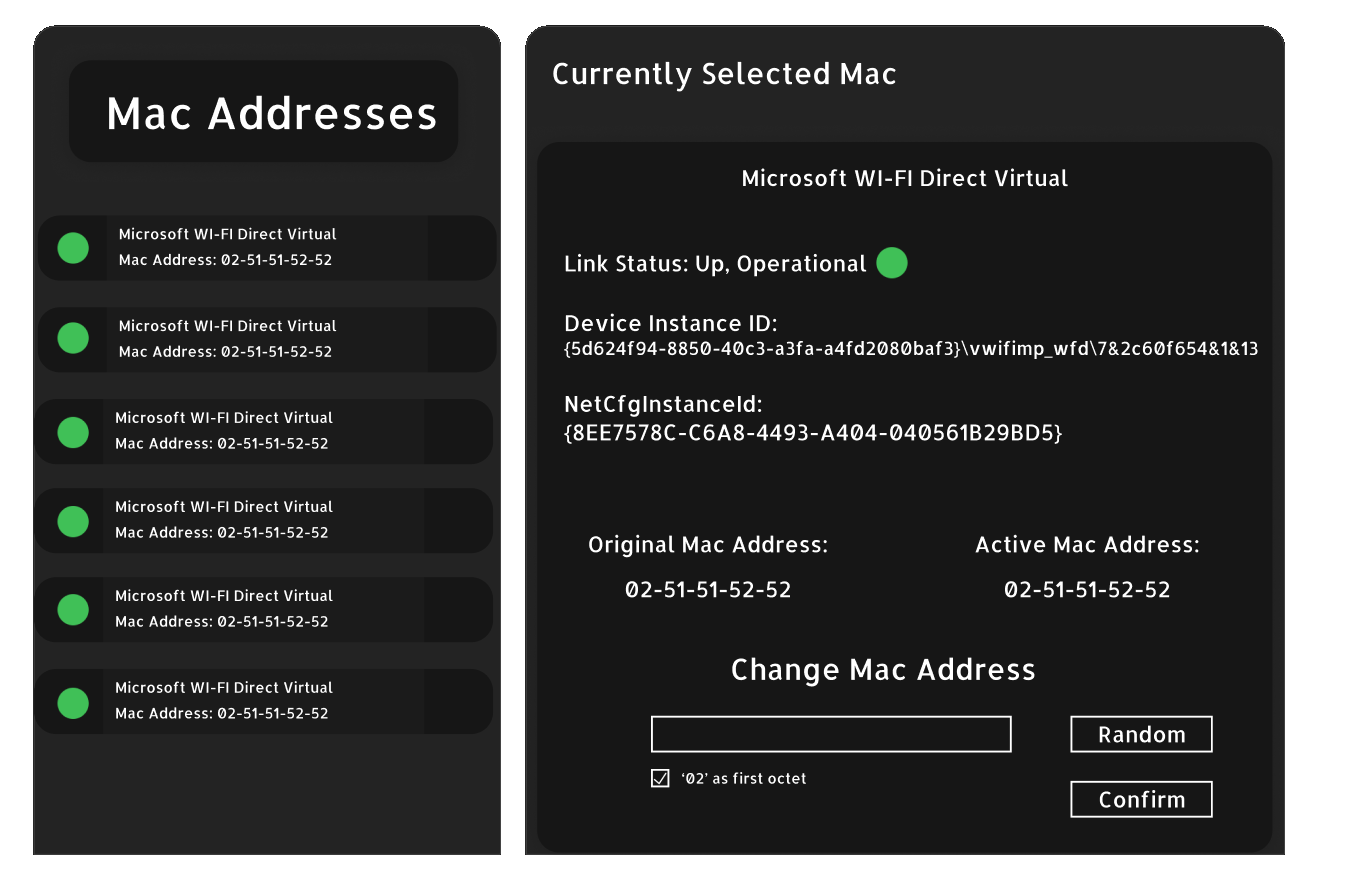 Mac Addresses
Microsoft WI-FI Direct Virtual
Mac Address: 02-51-51-52-52
Microsoft WI-FI Direct Virtual
Mac Address: 02-51-51-52-52
Microsoft WI-FI Direct Virtual
Mac Address: 02-51-51-52-52
Microsoft WI-FI Direct Virtual
Mac Address: 02-51-51-52-52
Microsoft WI-FI Direct Virtual
Mac Address: 02-51-51-52-52
Microsoft WI-FI Direct Virtual
Mac Address: 02-51-51-52-52
Currently Selected Mac
Microsoft WI-FI Direct Virtual
Link Status: Up, Operational
Device Instance ID:
{5d624f94-8850-40c3-a3fa-a4fd2080baf3}\vwifimp_wfd\7&2c60f654&1&13
NetCfgInstanceId:
{8EE7578C-C6A8-4493-A404-040561B29BD5}
Original Mac Address:
02-51-51-52-52
Active Mac Address:
02-51-51-52-52
Change Mac Address
Random
‘02’ as first octet
Confirm